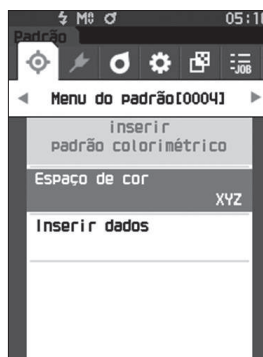 M♂ 05:1
Padrão
-JOB
Menu do padrão[0004]
inserir
padrão colorimétrico
Espaço de cor
XYZ
Inserir dados